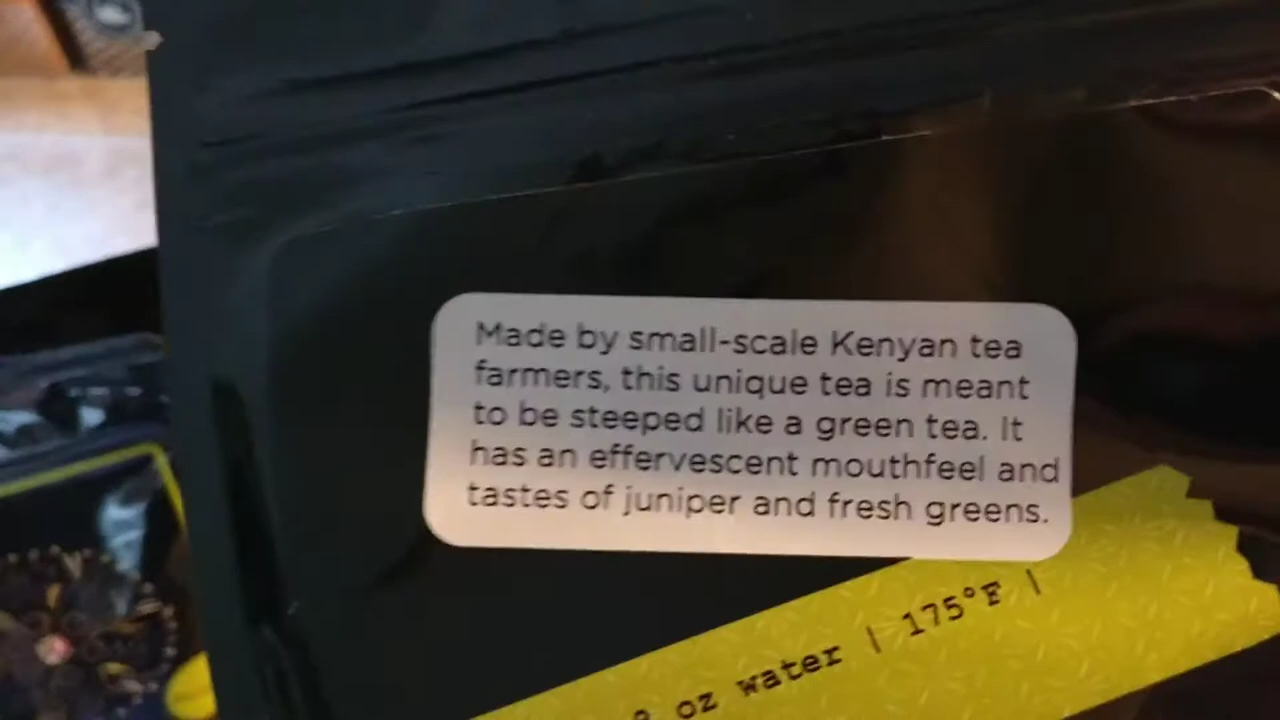 Made by small-scale Kenyan tea
farmers, this unique tea is meant
to be steeped like a green tea. It
has an effervescent mouthfeel and
tastes of juniper and fresh greens.
oz water | 175°F |